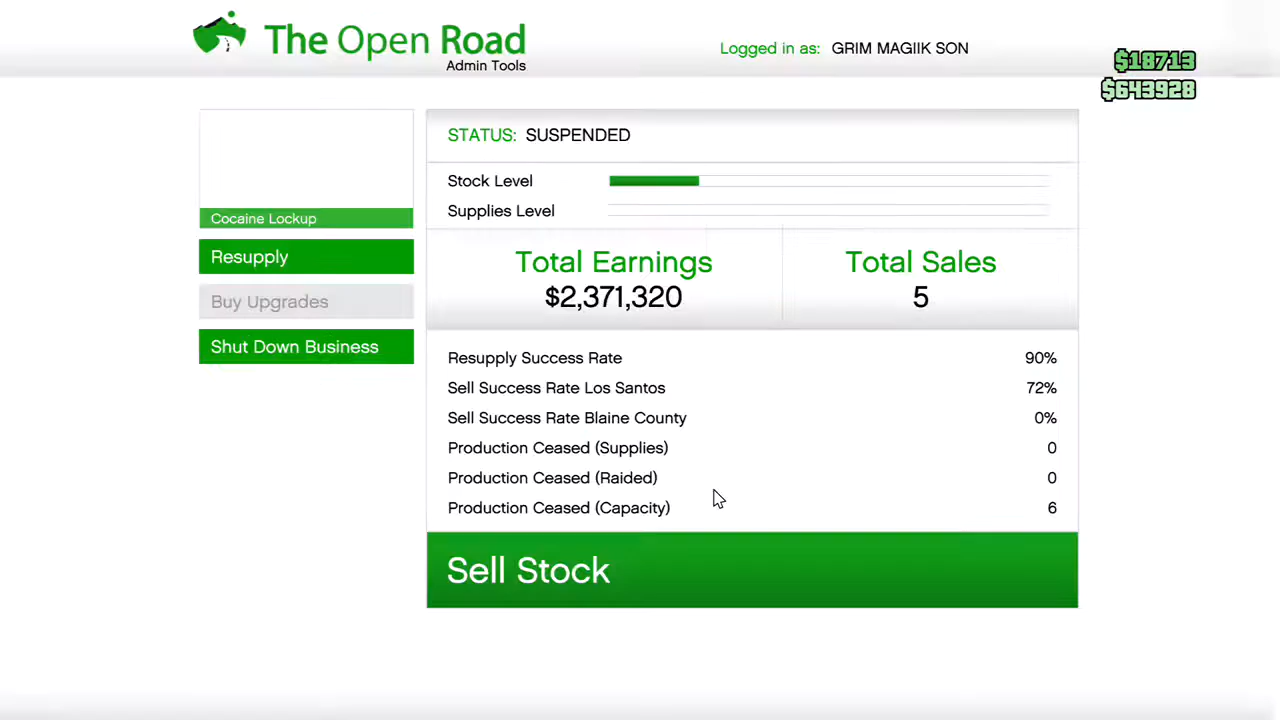 The Open Road
Admin Tools
Logged in as: GRIM MAGIIK SON
$18713
$643928
Cocaine Lockup
Resupply
Buy Upgrades
Shut Down Business
STATUS: SUSPENDED
Stock Level
Supplies Level
Total Earnings
$2,371,320
Total Sales
5
Resupply Success Rate 90%
Sell Success Rate Los Santos 72%
Sell Success Rate Blaine County 0%
Production Ceased (Supplies) 0
Production Ceased (Raided) 0
Production Ceased (Capacity) 6
Sell Stock